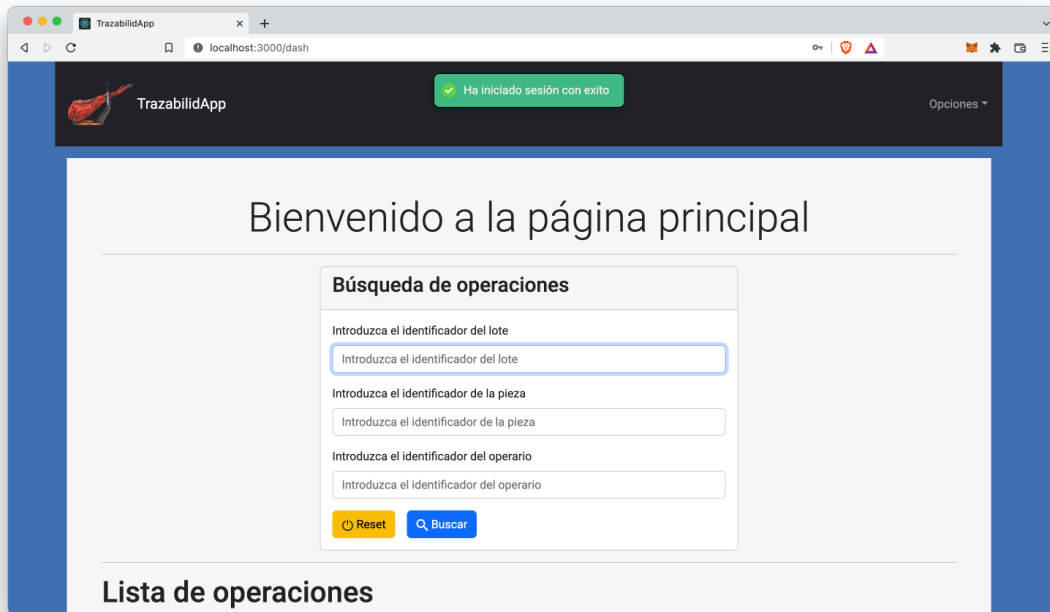 TrazabilidApp
localhost:3000/dash
TrazabilidApp
Ha iniciado sesión con exito
Opciones
Bienvenido a la página principal
Búsqueda de operaciones
Introduzca el identificador del lote
Introduzca el identificador del lote
Introduzca el identificador de la pieza
Introduzca el identificador de la pieza
Introduzca el identificador del operario
Introduzca el identificador del operario
Reset Buscar
Lista de operaciones